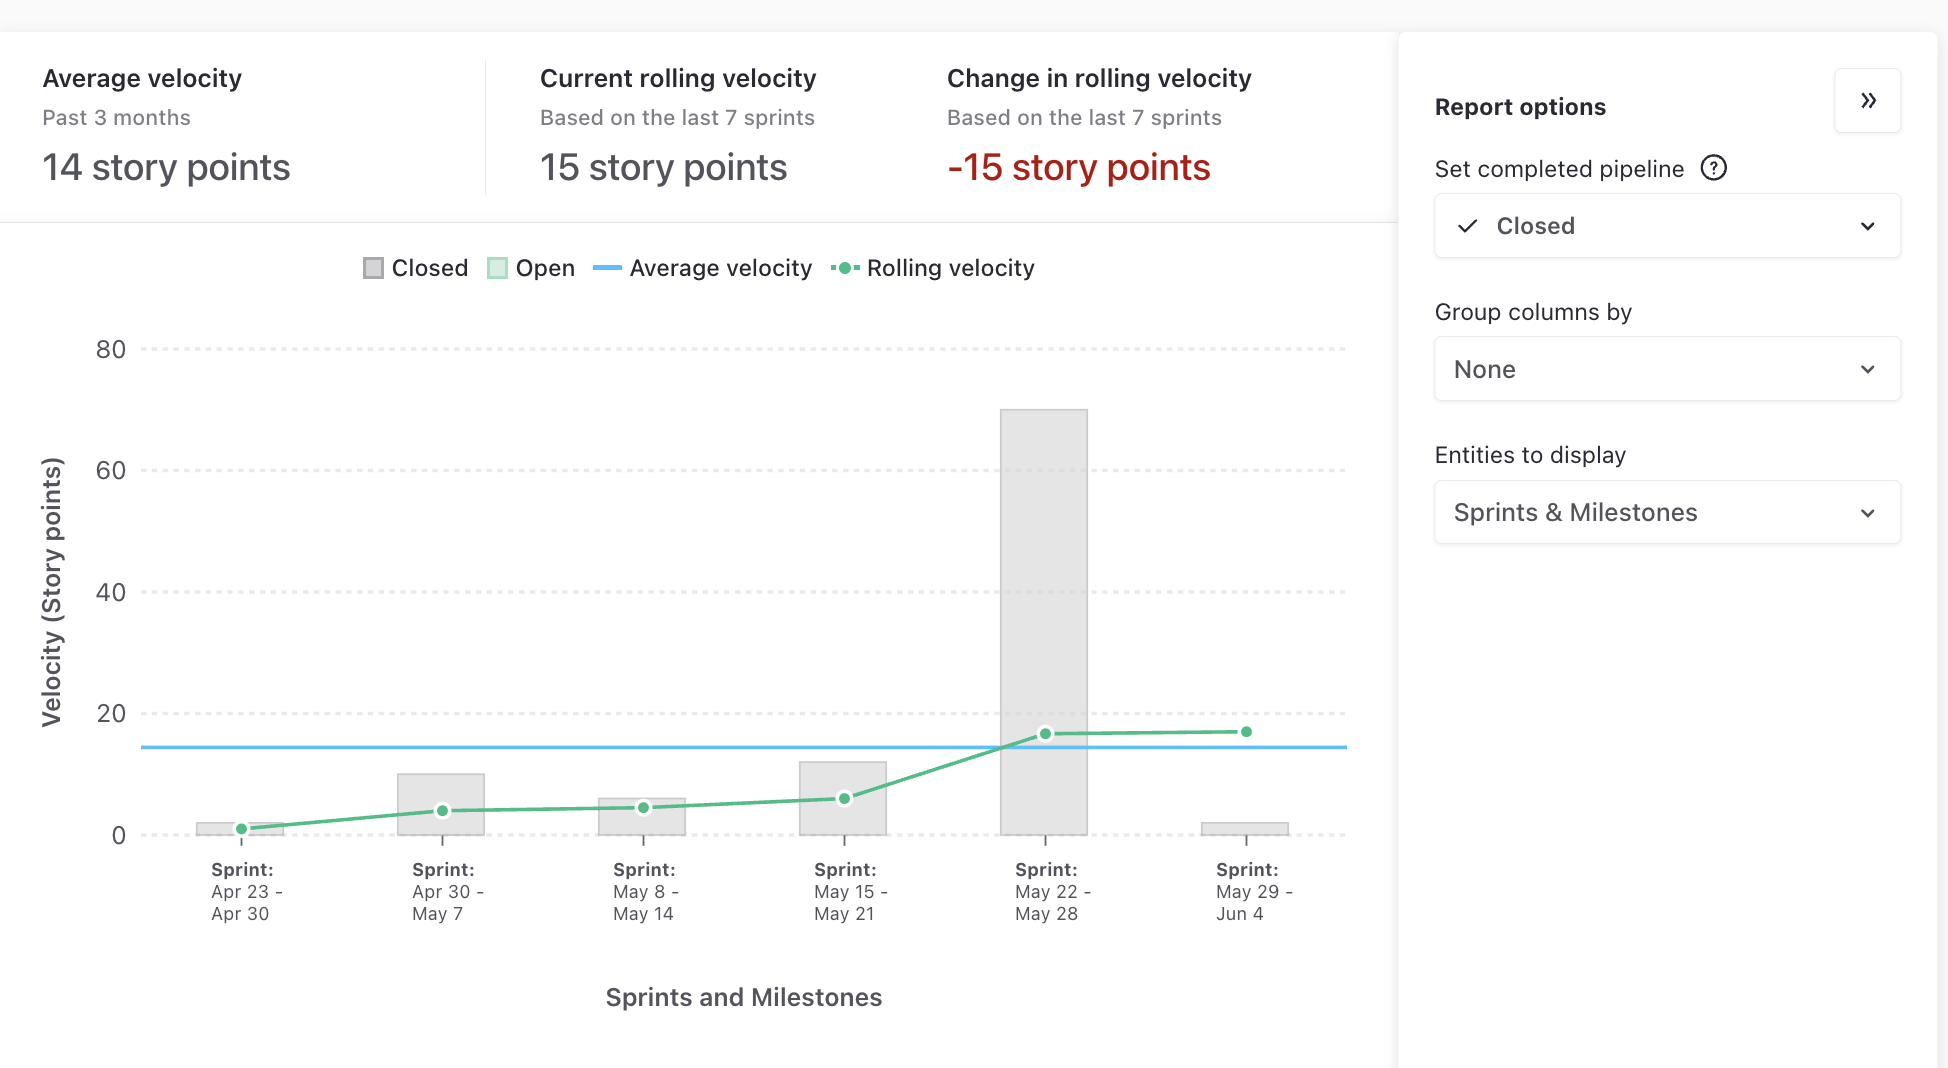 Average velocity
Past 3 months
14 story points
Current rolling velocity
Based on the last 7 sprints
15 story points
Change in rolling velocity
Based on the last 7 sprints
-15 story points
Closed
Open
Average velocity
Rolling velocity
Velocity (Story points)
80
60
40
20
0
Sprint:
Apr 23 -
Apr 30
Sprint:
Apr 30 -
May 7
Sprint:
May 8 -
May 14
Sprint:
May 15 -
May 21
Sprint:
May 22 -
May 28
Sprint:
May 29 -
Jun 4
Sprints and Milestones
Report options
Set completed pipeline
Closed
Group columns by
None
Entities to display
Sprints & Milestones